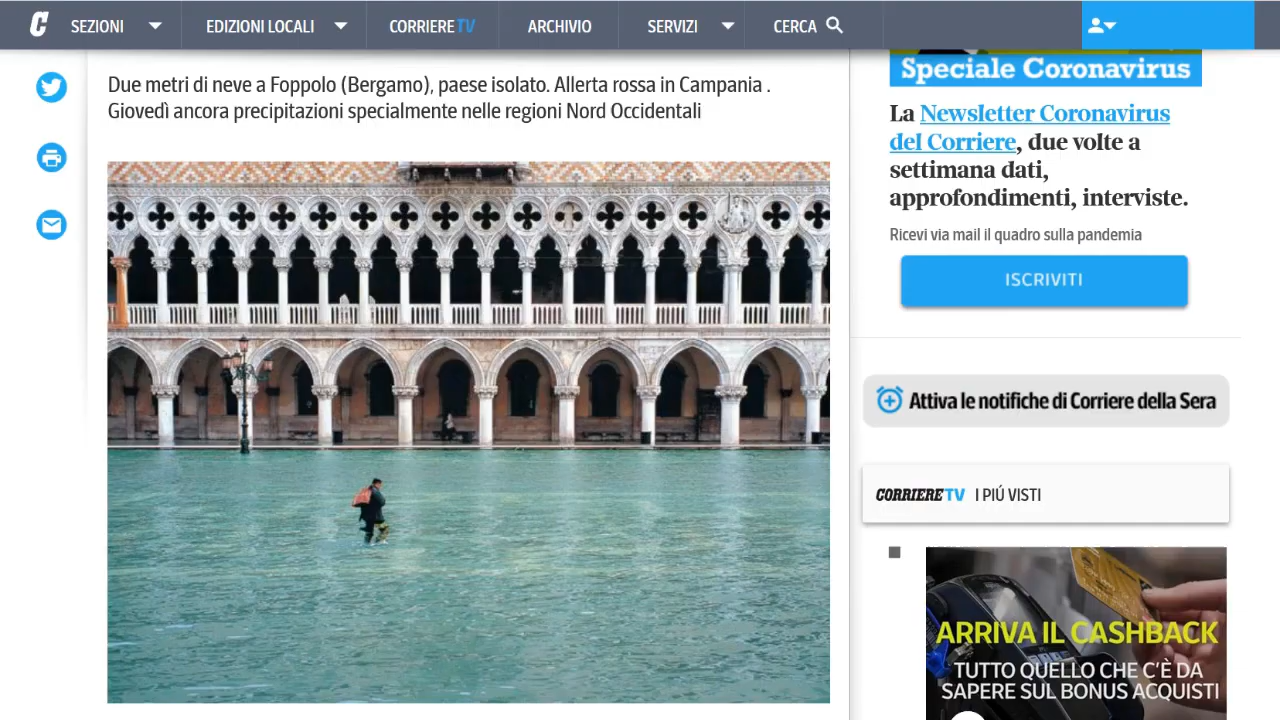 C SEZIONI EDIZIONI LOCALI CORRIERE TV ARCHIVIO SERVIZI CERCA
Due metri di neve a Foppolo (Bergamo), paese isolato. Allerta rossa in Campania .
Giovedì ancora precipitazioni specialmente nelle regioni Nord Occidentali
Speciale Coronavirus
La Newsletter Coronavirus
del Corriere, due volte a
settimana dati,
approfondimenti, interviste.
Ricevi via mail il quadro sulla pandemia
ISCRIVITI
Attiva le notifiche di Corriere della Sera
CORRIERE TV I PIÚ VISTI
ARRIVA IL CASHBACK
TUTTO QUELLO CHE C'È DA
SAPERE SUL BONUS ACQUISTI